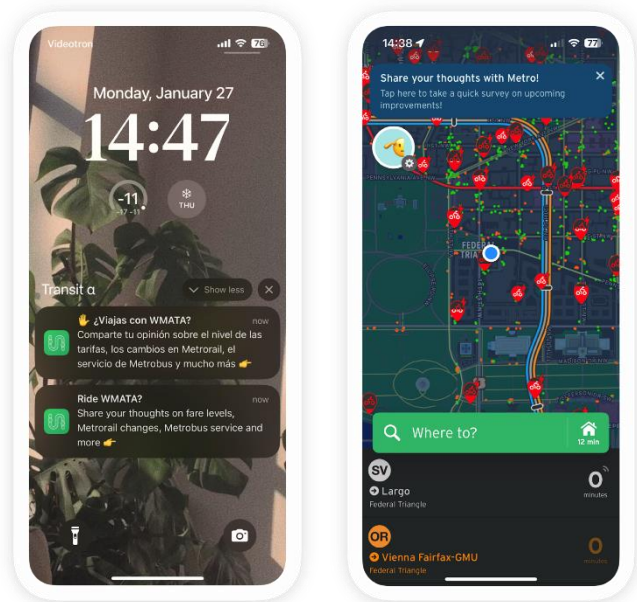 Videotron
76
Monday, January 27
14:47
-11
-17 -11
THU
Transit α
Show less
🖐 ¿Viajas con WMATA?
now
Comparte tu opinión sobre el nivel de las
tarifas, los cambios en Metrorail, el
servicio de Metrobus y mucho más 👉
Ride WMATA?
now
Share your thoughts on fare levels,
Metrorail changes, Metrobus service and
more 👉
14:38
77
Share your thoughts with Metro!
Tap here to take a quick survey on upcoming
improvements!
PENNSYLVANIA AVE
FEDERAL
TRIA
Where to?
12 min
SV
Largo
Federal Triangle
0
minutes
OR
Vienna Fairfax-GMU
Federal Triangle
0
minutes